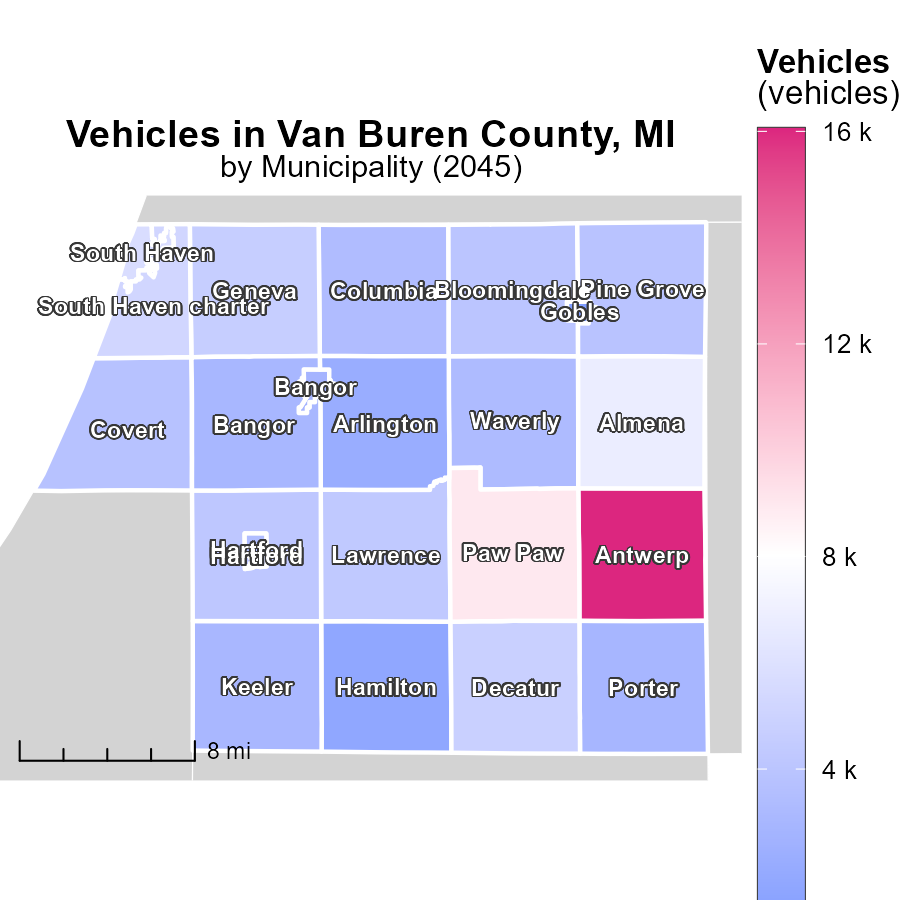 Vehicles
(vehicles)
16 k
12 k
8 k
4 k
Vehicles in Van Buren County, MI
by Municipality (2045)
South Haven
South Haven charter
Geneva
Columbia
Bloomingdale
Pine Grove
Gobles
Bangor
Covert
Bangor
Arlington
Waverly
Almena
Hartford
Hartford
Lawrence
Paw Paw
Antwerp
Keeler
Hamilton
Decatur
Porter
8 mi